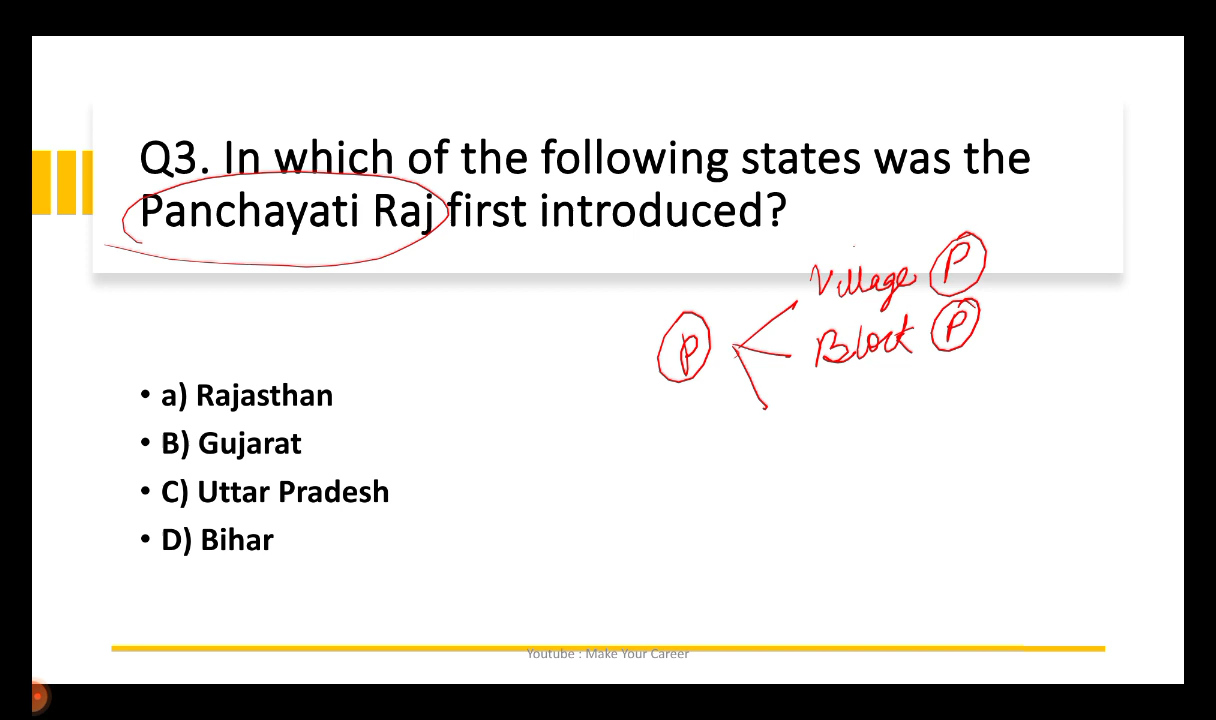 Q3. In which of the following states was the
Panchayati Raj first introduced?
Village P
P
Block P
• a) Rajasthan
• B) Gujarat
• C) Uttar Pradesh
• D) Bihar
Youtube : Make Your Career